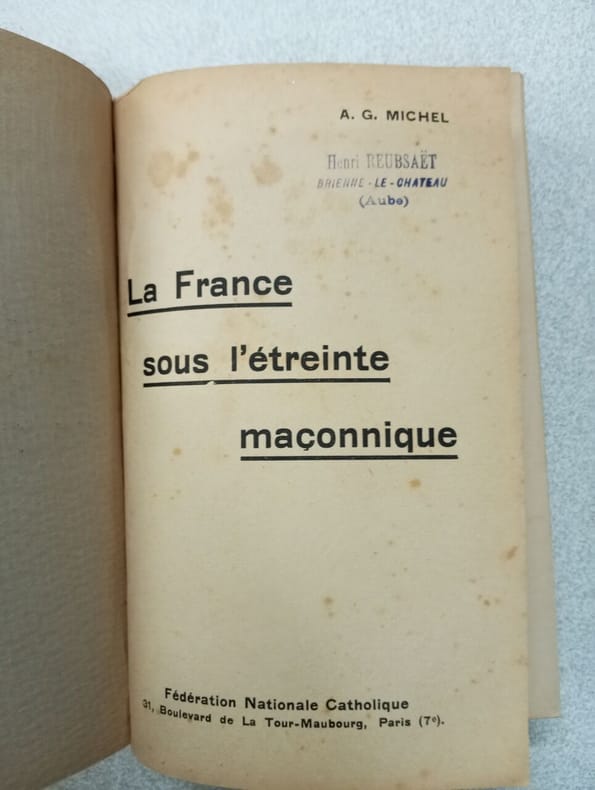 A. G. MICHEL
Henri REUBSAËT
BRIENNE-LE-CHATEAU
(Aube)
La France
sous l'étreinte
maçonnique
Fédération Nationale Catholique
31, Boulevard de La Tour-Maubourg, Paris (7e).